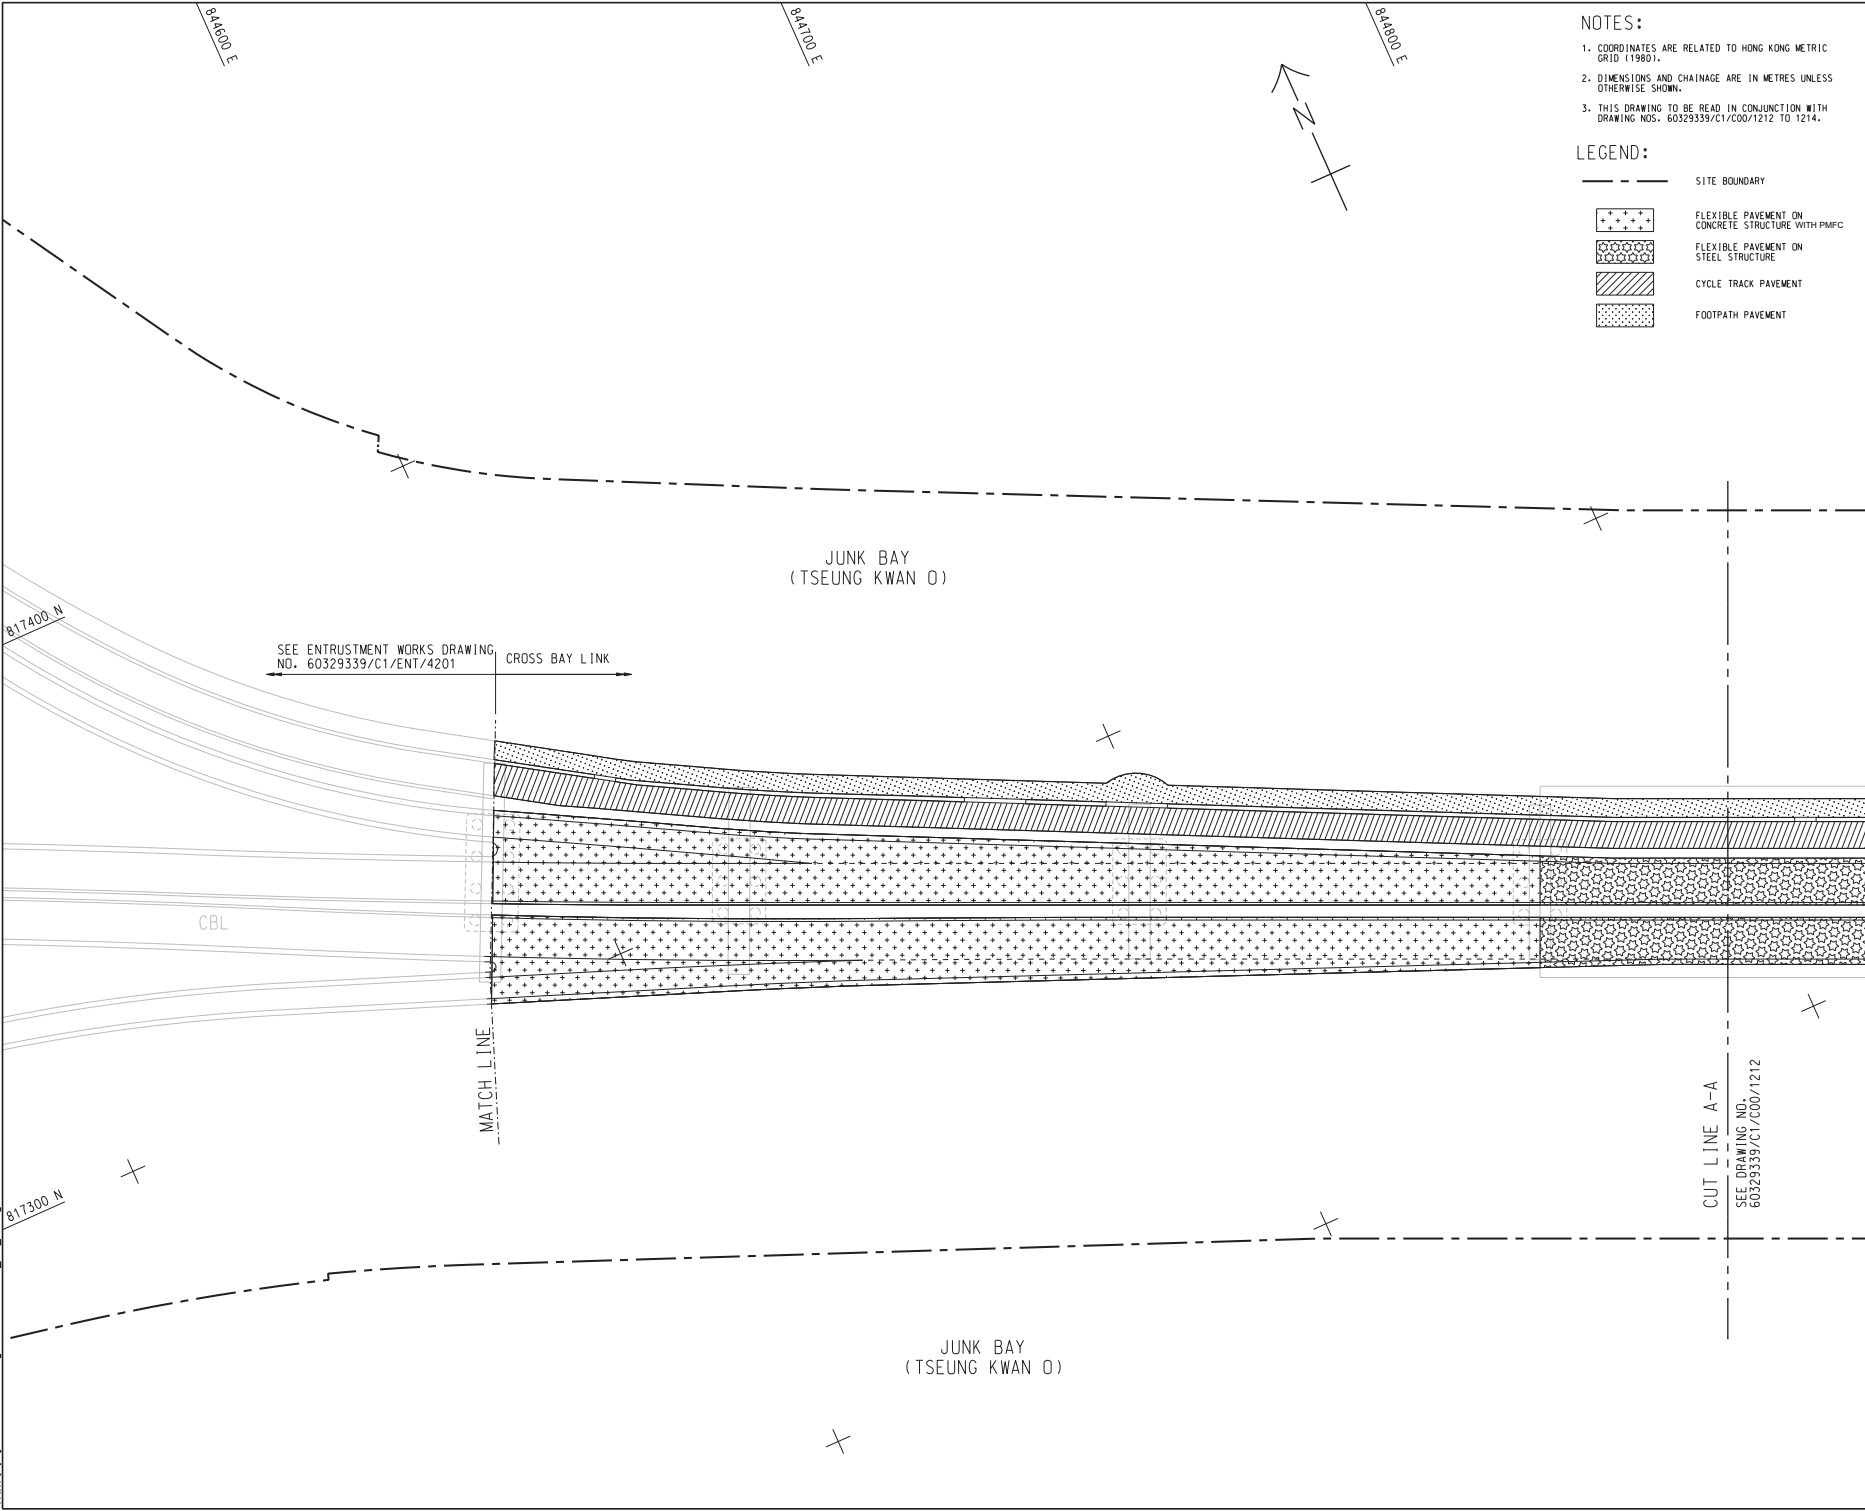 844600 E
844700 E
844800 E
NOTES:
1. COORDINATES ARE RELATED TO HONG KONG METRIC
GRID (1980).
2. DIMENSIONS AND CHAINAGE ARE IN METRES UNLESS
OTHERWISE SHOWN.
3. THIS DRAWING TO BE READ IN CONJUNCTION WITH
DRAWING NOS. 60329339/C1/C00/1212 TO 1214.
N
LEGEND:
SITE BOUNDARY
FLEXIBLE PAVEMENT ON
CONCRETE STRUCTURE WITH PMFC
FLEXIBLE PAVEMENT ON
STEEL STRUCTURE
CYCLE TRACK PAVEMENT
FOOTPATH PAVEMENT
JUNK BAY
(TSEUNG KWAN O)
817400 N
SEE ENTRUSTMENT WORKS DRAWING
NO. 60329339/C1/ENT/4201
CROSS BAY LINK
CBL
MATCH LINE
CUT LINE A-A
SEE DRAWING NO.
60329339/C1/C00/1212
817300 N
JUNK BAY
(TSEUNG KWAN O)